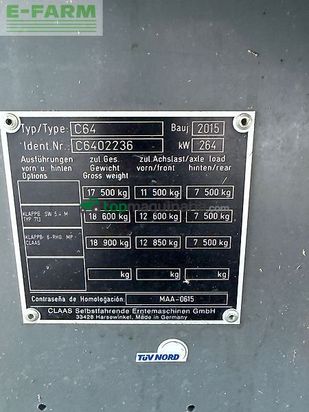 E-FARM
Typ/Type: C64 Bauj 2015
Ident.Nr.: C6402236 kW 264
Ausführungen zul.Ges. zul.Achslast/axle load
vorn u hinten Gewicht vorn/front hinten/rear
Options Gross weight
17 500 kg 11 500 kg 7 500 kg
KLAPPB SW 5 - M
TYP 713 18 600 kg 12 600 kg 7 500 kg
topmaquinaria.com
KLAPPB 6-RHG MP -
CLAAS 18 900 kg 12 850 kg 7 500 kg
kg kg kg
Contraseña de Homologación: MAA-0615
CLAAS Selbstfahrende Erntemaschinen GmbH
33428 Harsewinkel, Made in Germany
TÜV NORD